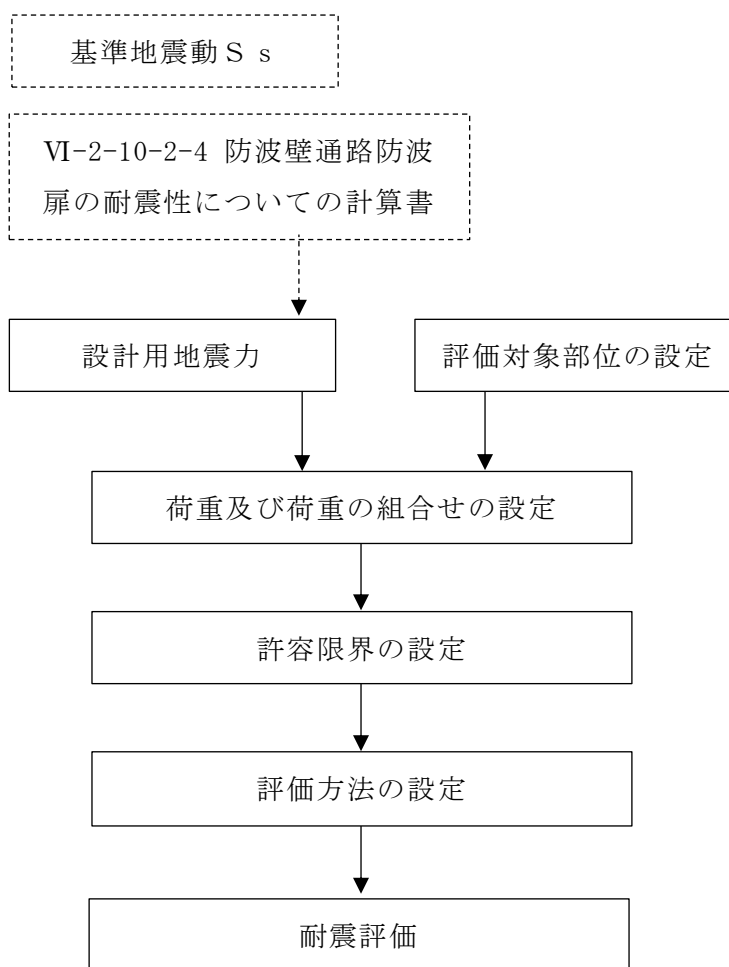 基準地震動Ｓｓ
Ⅵ-2-10-2-4 防波壁通路防波
扉の耐震性についての計算書
設計用地震力
評価対象部位の設定
荷重及び荷重の組合せの設定
許容限界の設定
評価方法の設定
耐震評価